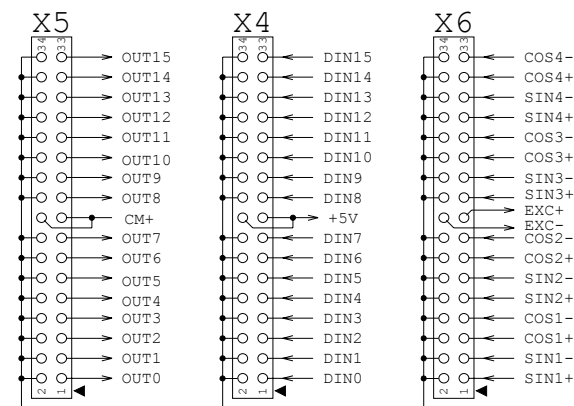 X5
34 33
OUT15
OUT14
OUT13
OUT12
OUT11
OUT10
OUT9
OUT8
CM+
OUT7
OUT6
OUT5
OUT4
OUT3
OUT2
OUT1
OUT0
2 1
X4
34 33
DIN15
DIN14
DIN13
DIN12
DIN11
DIN10
DIN9
DIN8
+5V
DIN7
DIN6
DIN5
DIN4
DIN3
DIN2
DIN1
DIN0
2 1
X6
34 33
COS4-
COS4+
SIN4-
SIN4+
COS3-
COS3+
SIN3-
SIN3+
EXC+
EXC-
COS2-
COS2+
SIN2-
SIN2+
COS1-
COS1+
SIN1-
SIN1+
2 1